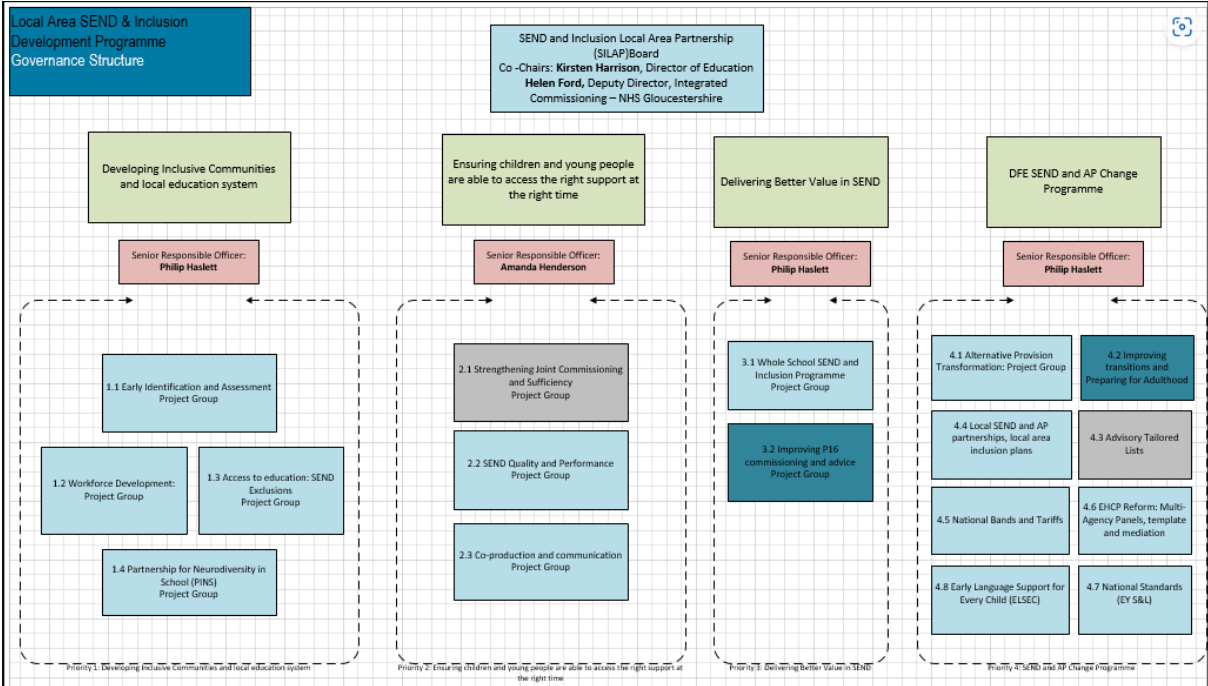 Local Area SEND & Inclusion
Development Programme
Governance Structure
SEND and Inclusion Local Area Partnership
(SILAP)Board
Co -Chairs: Kirsten Harrison, Director of Education
Helen Ford, Deputy Director, Integrated
Commissioning – NHS Gloucestershire
Developing Inclusive Communities
and local education system
Senior Responsible Officer:
Philip Haslett
1.1 Early Identification and Assessment
Project Group
1.2 Workforce Development:
Project Group
1.3 Access to education: SEND
Exclusions
Project Group
1.4 Partnership for Neurodiversity in
School (PINS)
Project Group
Priority 1: Developing Inclusive Communities and local education system
Ensuring children and young people
are able to access the right support at
the right time
Senior Responsible Officer:
Amanda Henderson
2.1 Strengthening Joint Commissioning
and Sufficiency
Project Group
2.2 SEND Quality and Performance
Project Group
2.3 Co-production and communication
Project Group
Priority 2: Ensuring children and young people are able to access the right support at
the right time
Delivering Better Value in SEND
Senior Responsible Officer:
Philip Haslett
3.1 Whole School SEND and
Inclusion Programme
Project Group
3.2 Improving P16
commissioning and advice
Project Group
Priority 3: Delivering Better Value in SEND
DFE SEND and AP Change
Programme
Senior Responsible Officer:
Philip Haslett
4.1 Alternative Provision
Transformation: Project Group
4.2 Improving
transitions and
Preparing for Adulthood
4.4 Local SEND and AP
partnerships, local area
inclusion plans
4.3 Advisory Tailored
Lists
4.5 National Bands and Tariffs
4.6 EHCP Reform: Multi-
Agency Panels, template
and mediation
4.8 Early Language Support for
Every Child (ELSEC)
4.7 National Standards
(EY S&L)
Priority 4: SEND and AP Change Programme